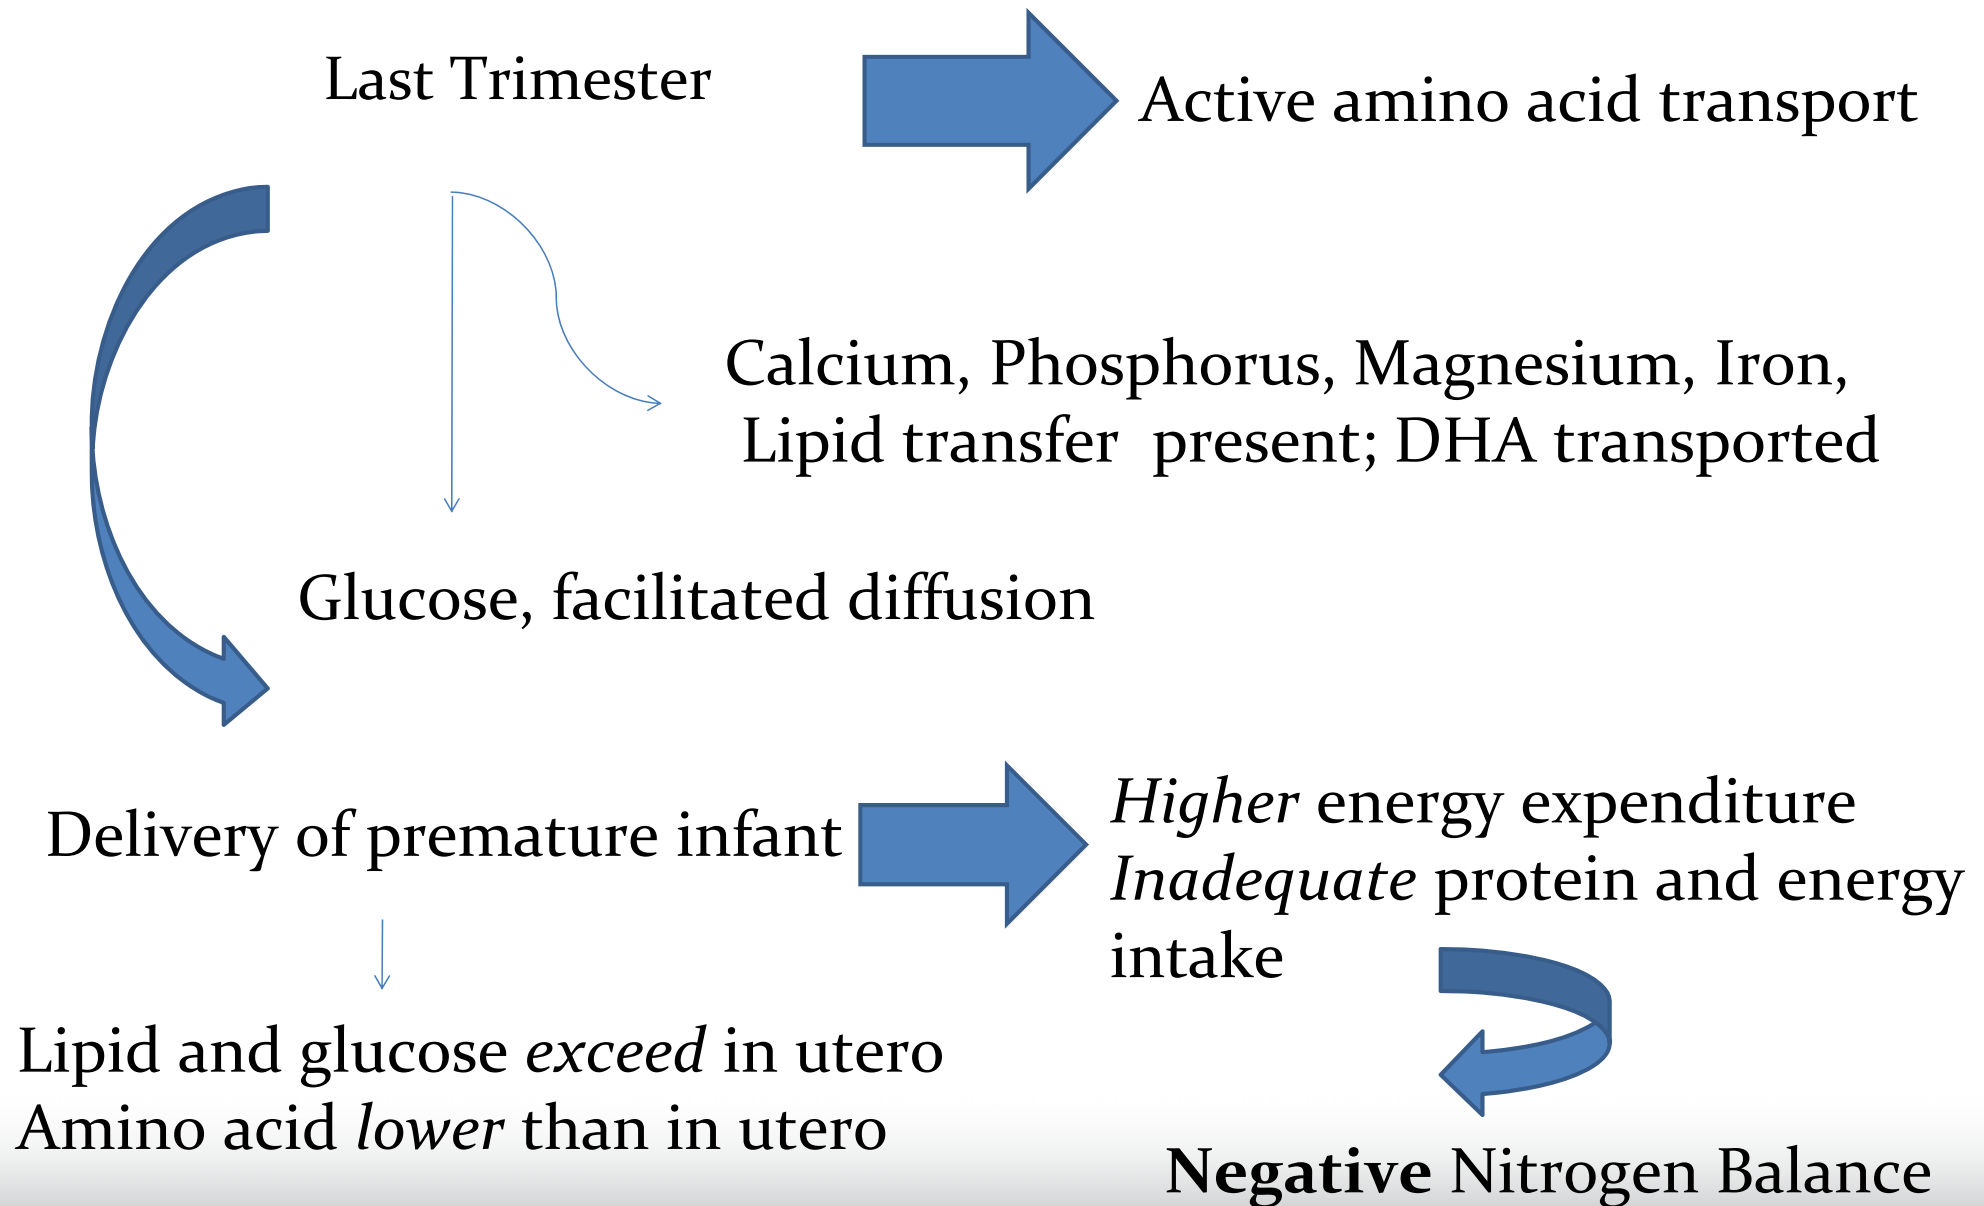 Last Trimester
Active amino acid transport
Calcium, Phosphorus, Magnesium, Iron,
Lipid transfer present; DHA transported
Glucose, facilitated diffusion
Delivery of premature infant
Higher energy expenditure
Inadequate protein and energy
intake
Lipid and glucose exceed in utero
Amino acid lower than in utero
Negative Nitrogen Balance